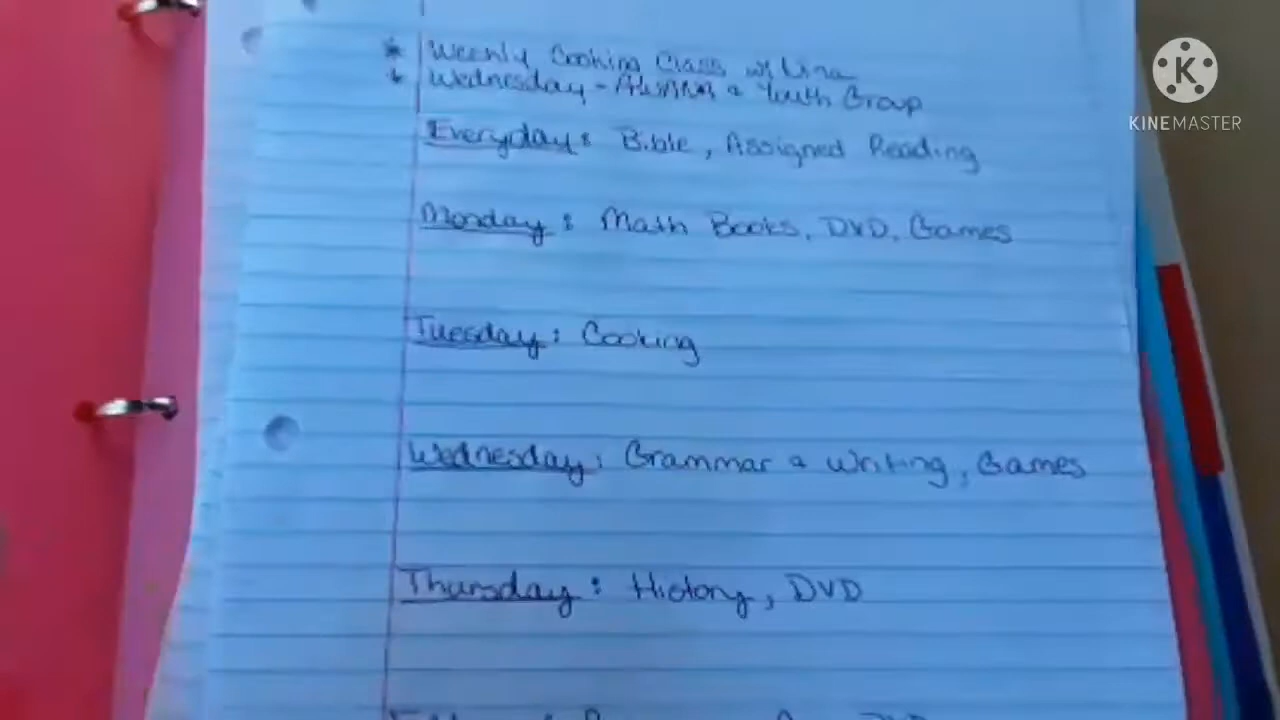 * Weekly Cooking Class w/ Lina
* Wednesday - AWANA & Youth Group
Everyday: Bible, Assigned Reading
Monday: Math Books, DVD, Games
Tuesday: Cooking
Wednesday: Grammar & Writing, Games
Thursday: History, DVD
K
KINEMASTER